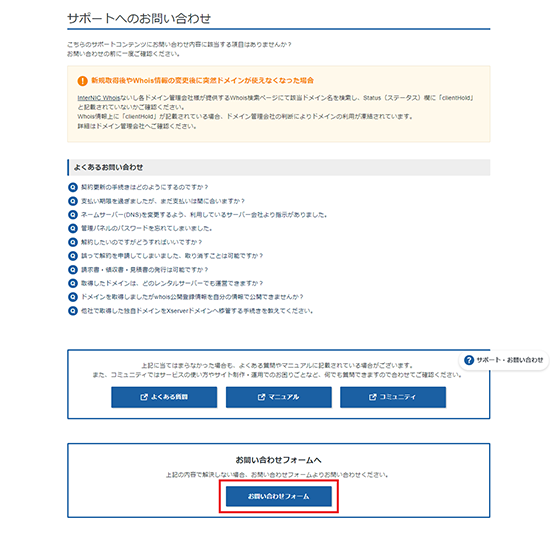 サポートへのお問い合わせ
こちらのサポートコンテンツにお問い合わせ内容に該当する項目はありませんか？
お問い合わせの前に一度ご確認ください。
新規取得後やWhois情報の変更後に突然ドメインが使えなくなった場合
InterNIC Whoisないし各ドメイン管理会社様が提供するWhois検索ページにて該当ドメイン名を検索し、Status（ステータス）欄に「clientHold」
と記載されていないかご確認ください。
Whois情報上に「clientHold」が記載されている場合、ドメイン管理会社の判断によりドメインの利用が凍結されています。
詳細はドメイン管理会社へご確認ください。
よくあるお問い合わせ
Q 契約更新の手続きはどのようにするのですか？
Q 支払い期限を過ぎましたが、まだ支払いは間に合いますか？
Q ネームサーバー(DNS)を変更するよう、利用しているサーバー会社より指示がありました。
Q 管理パネルのパスワードを忘れてしまいました。
Q 解約したいのですがどうすればいいですか？
Q 誤って解約を申請してしまいました、取り消すことは可能ですか？
Q 請求書・領収書・見積書の発行は可能ですか？
Q 取得したドメインは、どのレンタルサーバーでも運営できますか？
Q ドメインを取得しましたがwhois公開登録情報を自分の情報で公開できませんか？
Q 他社で取得した独自ドメインをXserverドメインへ移管する手続きを教えてください。
上記に当てはまらなかった場合も、よくある質問やマニュアルに記載されている場合がございます。
また、コミュニティではサービスの使い方やサイト制作・運用でのお困りごとなど、何でも質問できますので合わせてご確認ください。
? サポート・お問い合わせ
よくある質問
マニュアル
コミュニティ
お問い合わせフォームへ
上記の内容で解決しない場合、お問い合わせフォームよりお問い合わせください。
お問い合わせフォーム